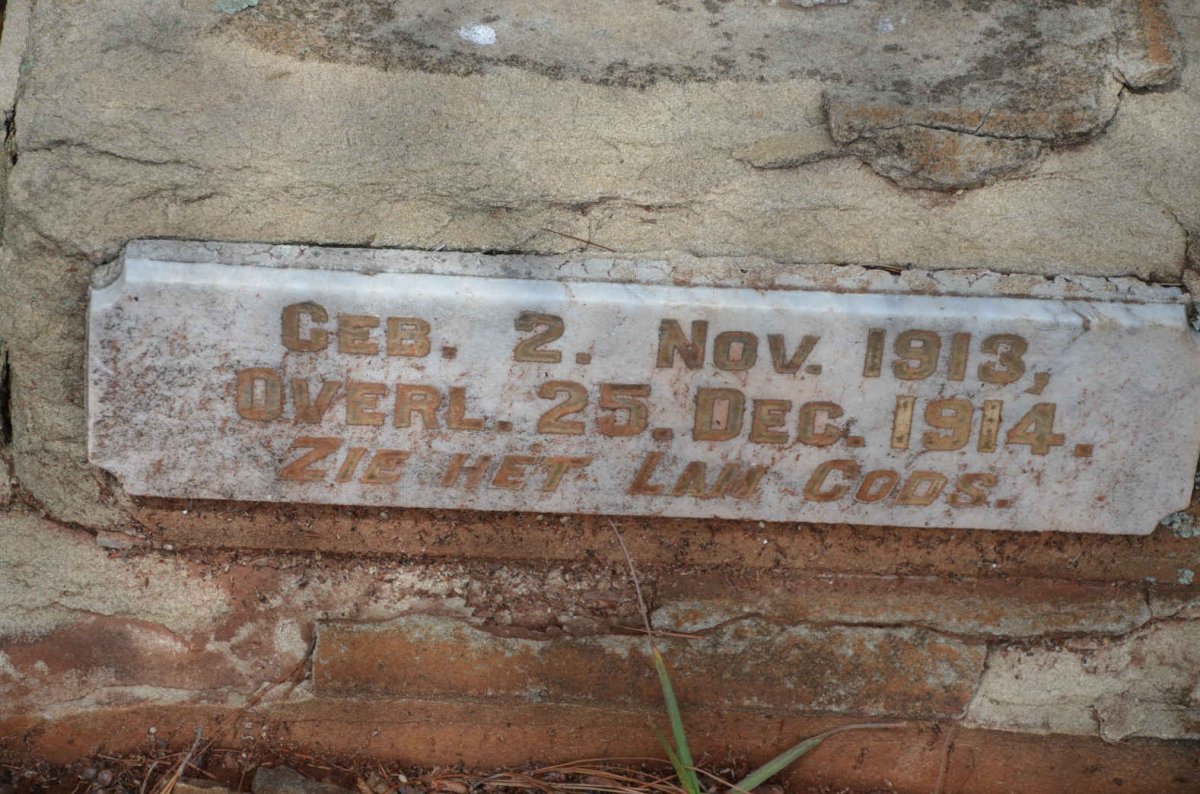 GEB. 2. NOV. 1913,
OVERL. 25. DEC. 1914.
ZIE HET LAM GODS.